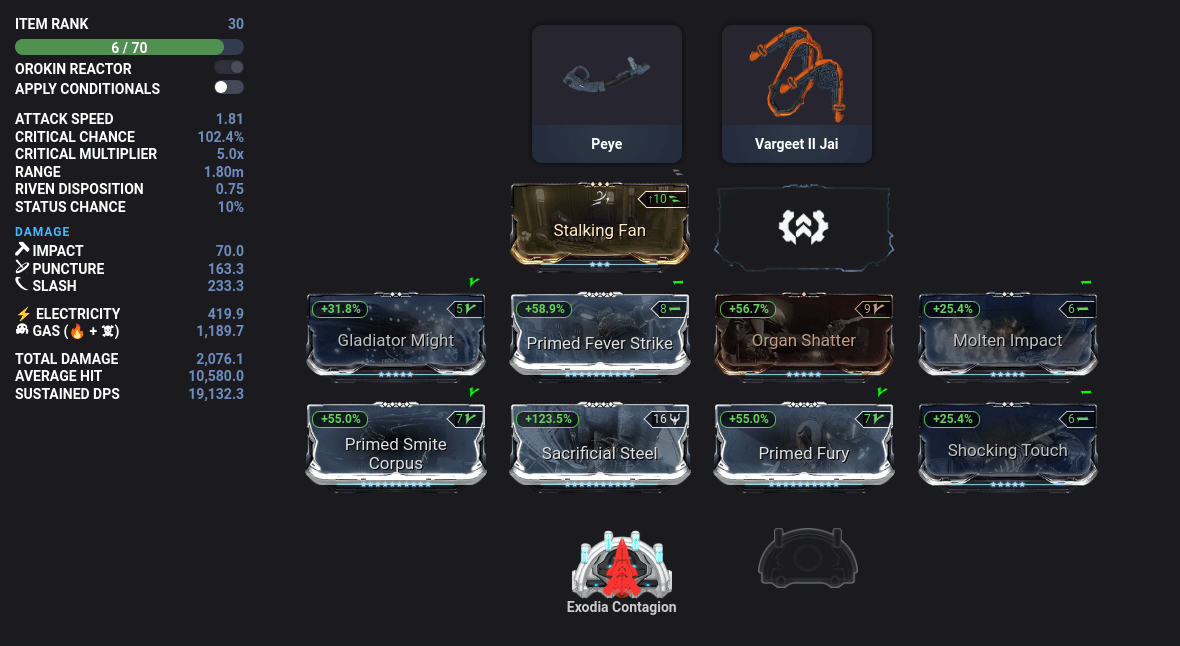 ITEM RANK 30
6 / 70
OROKIN REACTOR
APPLY CONDITIONALS
ATTACK SPEED 1.81
CRITICAL CHANCE 102.4%
CRITICAL MULTIPLIER 5.0x
RANGE 1.80m
RIVEN DISPOSITION 0.75
STATUS CHANCE 10%
DAMAGE
IMPACT 70.0
PUNCTURE 163.3
SLASH 233.3
⚡ ELECTRICITY 419.9
GAS (🔥 + ☠) 1,189.7
TOTAL DAMAGE 2,076.1
AVERAGE HIT 10,580.0
SUSTAINED DPS 19,132.3
Peye
Vargeet II Jai
↑10
Stalking Fan
+31.8% 5
Gladiator Might
+58.9% 8
Primed Fever Strike
+56.7% 9
Organ Shatter
+25.4% 6
Molten Impact
+55.0% 7
Primed Smite
Corpus
+123.5% 16
Sacrificial Steel
+55.0% 7
Primed Fury
+25.4% 6
Shocking Touch
Exodia Contagion